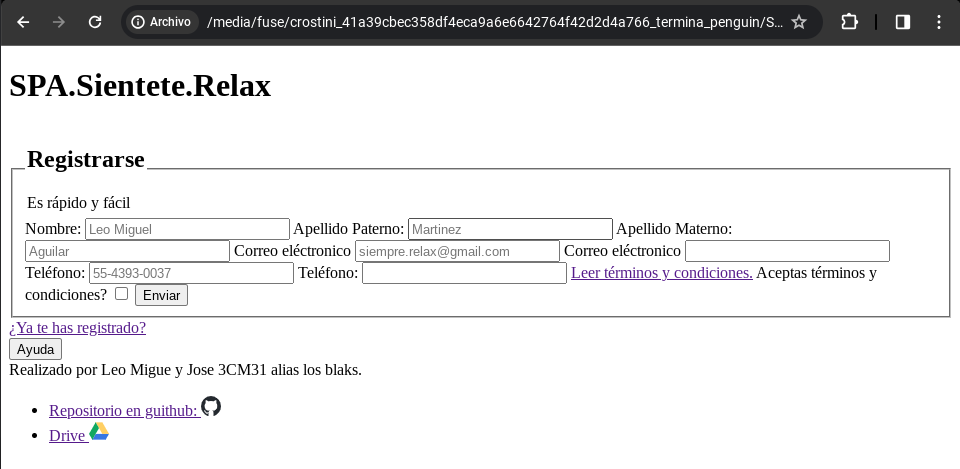 Archivo /media/fuse/crostini_41a39cbec358df4eca9a6e6642764f42d2d4a766_termina_penguin/S...
SPA.Sientete.Relax
Registrarse
Es rápido y fácil
Nombre: Leo Miguel Apellido Paterno: Martinez Apellido Materno:
Aguilar Correo eléctronico siempre.relax@gmail.com Correo eléctronico
Teléfono: 55-4393-0037 Teléfono: Leer términos y condiciones. Aceptas términos y
condiciones? Enviar
¿Ya te has registrado?
Ayuda
Realizado por Leo Migue y Jose 3CM31 alias los blaks.
Repositorio en guithub:
Drive